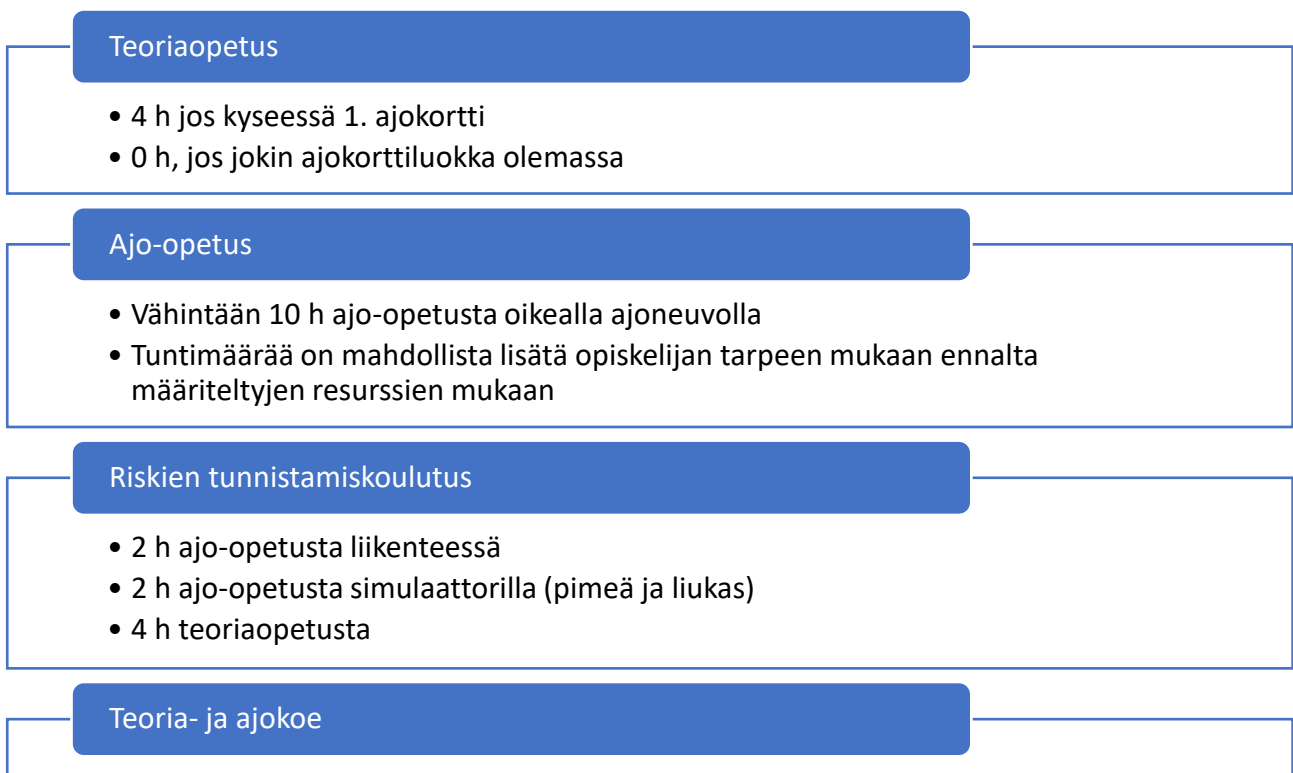 Teoriaopetus
• 4 h jos kyseessä 1. ajokortti
• 0 h, jos jokin ajokorttiluokka olemassa
Ajo-opetus
• Vähintään 10 h ajo-opetusta oikealla ajoneuvolla
• Tuntimäärää on mahdollista lisätä opiskelijan tarpeen mukaan ennalta
määriteltyjen resurssien mukaan
Riskien tunnistamiskoulutus
• 2 h ajo-opetusta liikenteessä
• 2 h ajo-opetusta simulaattorilla (pimeä ja liukas)
• 4 h teoriaopetusta
Teoria- ja ajokoe